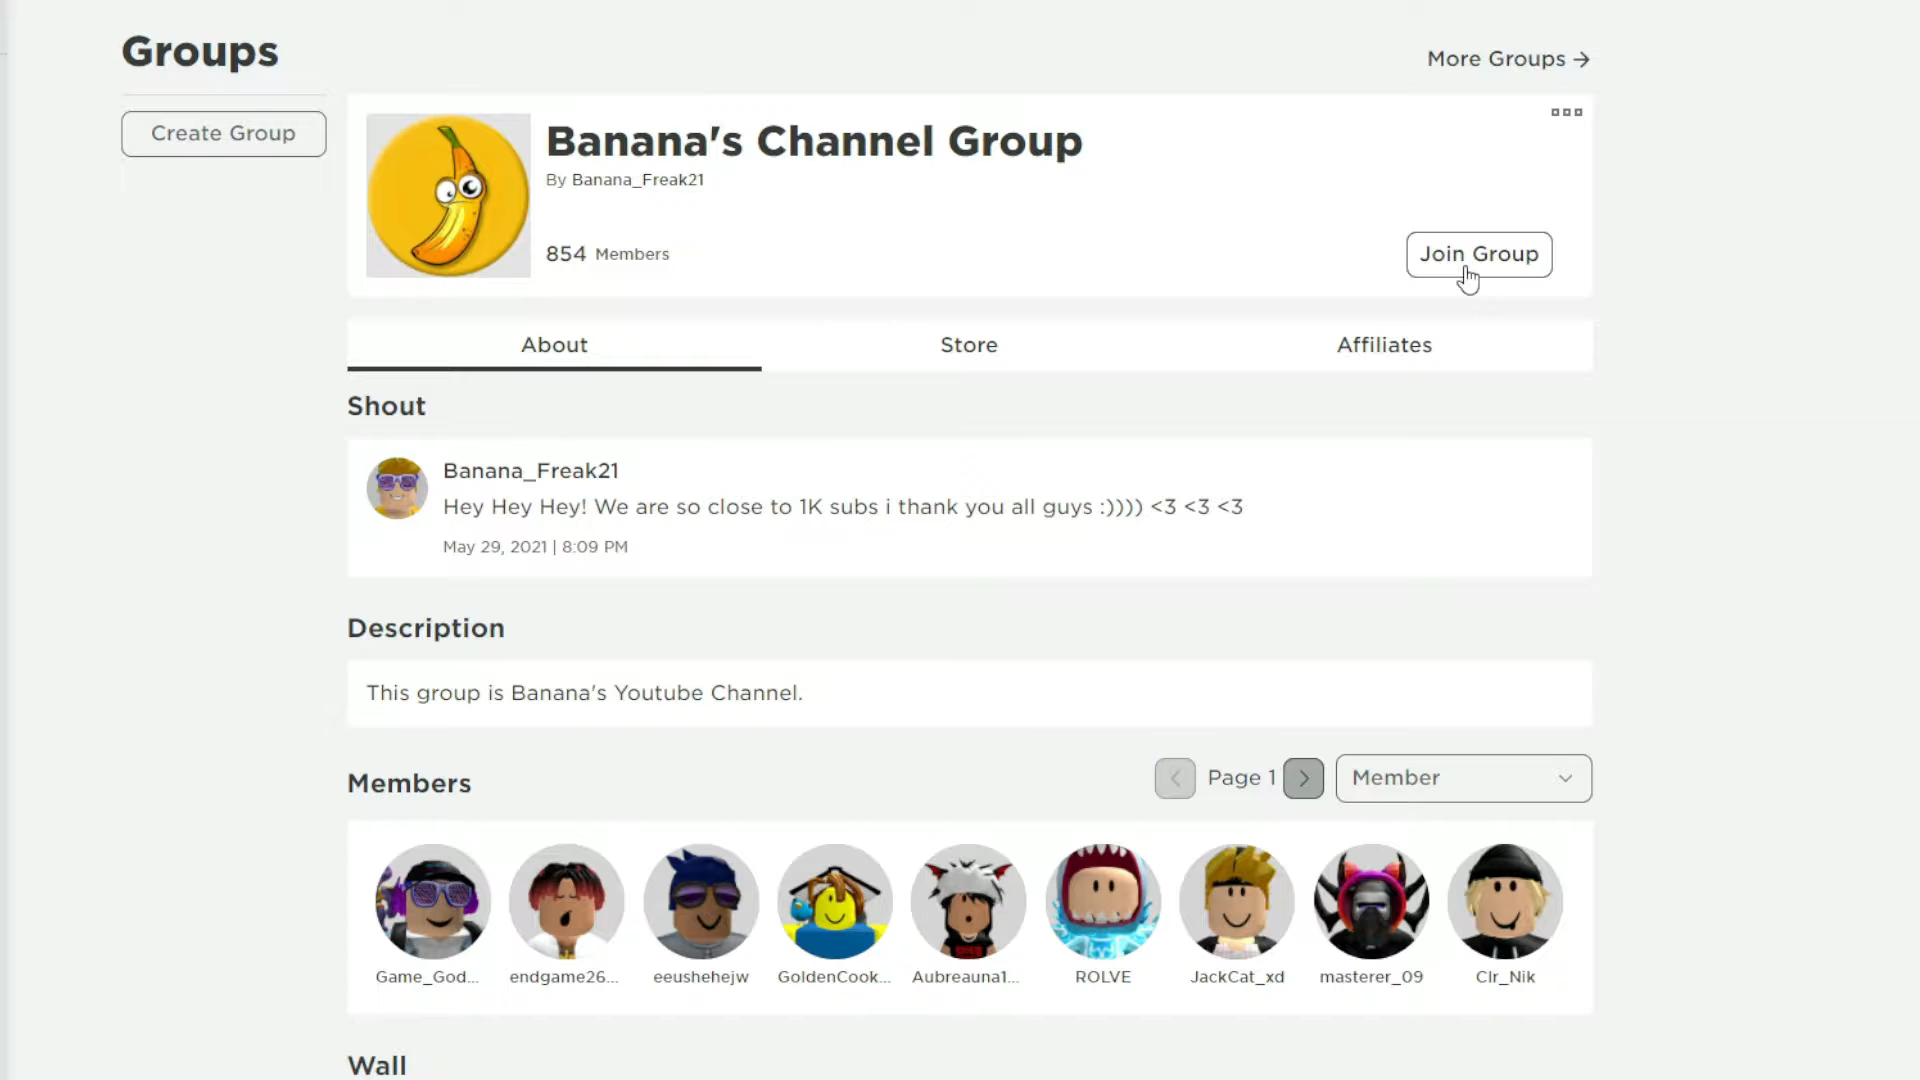 Groups
More Groups →
Create Group
Banana's Channel Group
By Banana_Freak21
854 Members
Join Group
About
Store
Affiliates
Shout
Banana_Freak21
Hey Hey Hey! We are so close to 1K subs i thank you all guys :)))) <3 <3 <3
May 29, 2021 | 8:09 PM
Description
This group is Banana's Youtube Channel.
Members
Page 1
Member
Game_God...
endgame26...
eeushehejw
GoldenCook...
Aubreauna1...
ROLVE
JackCat_xd
masterer_09
Clr_Nik
Wall